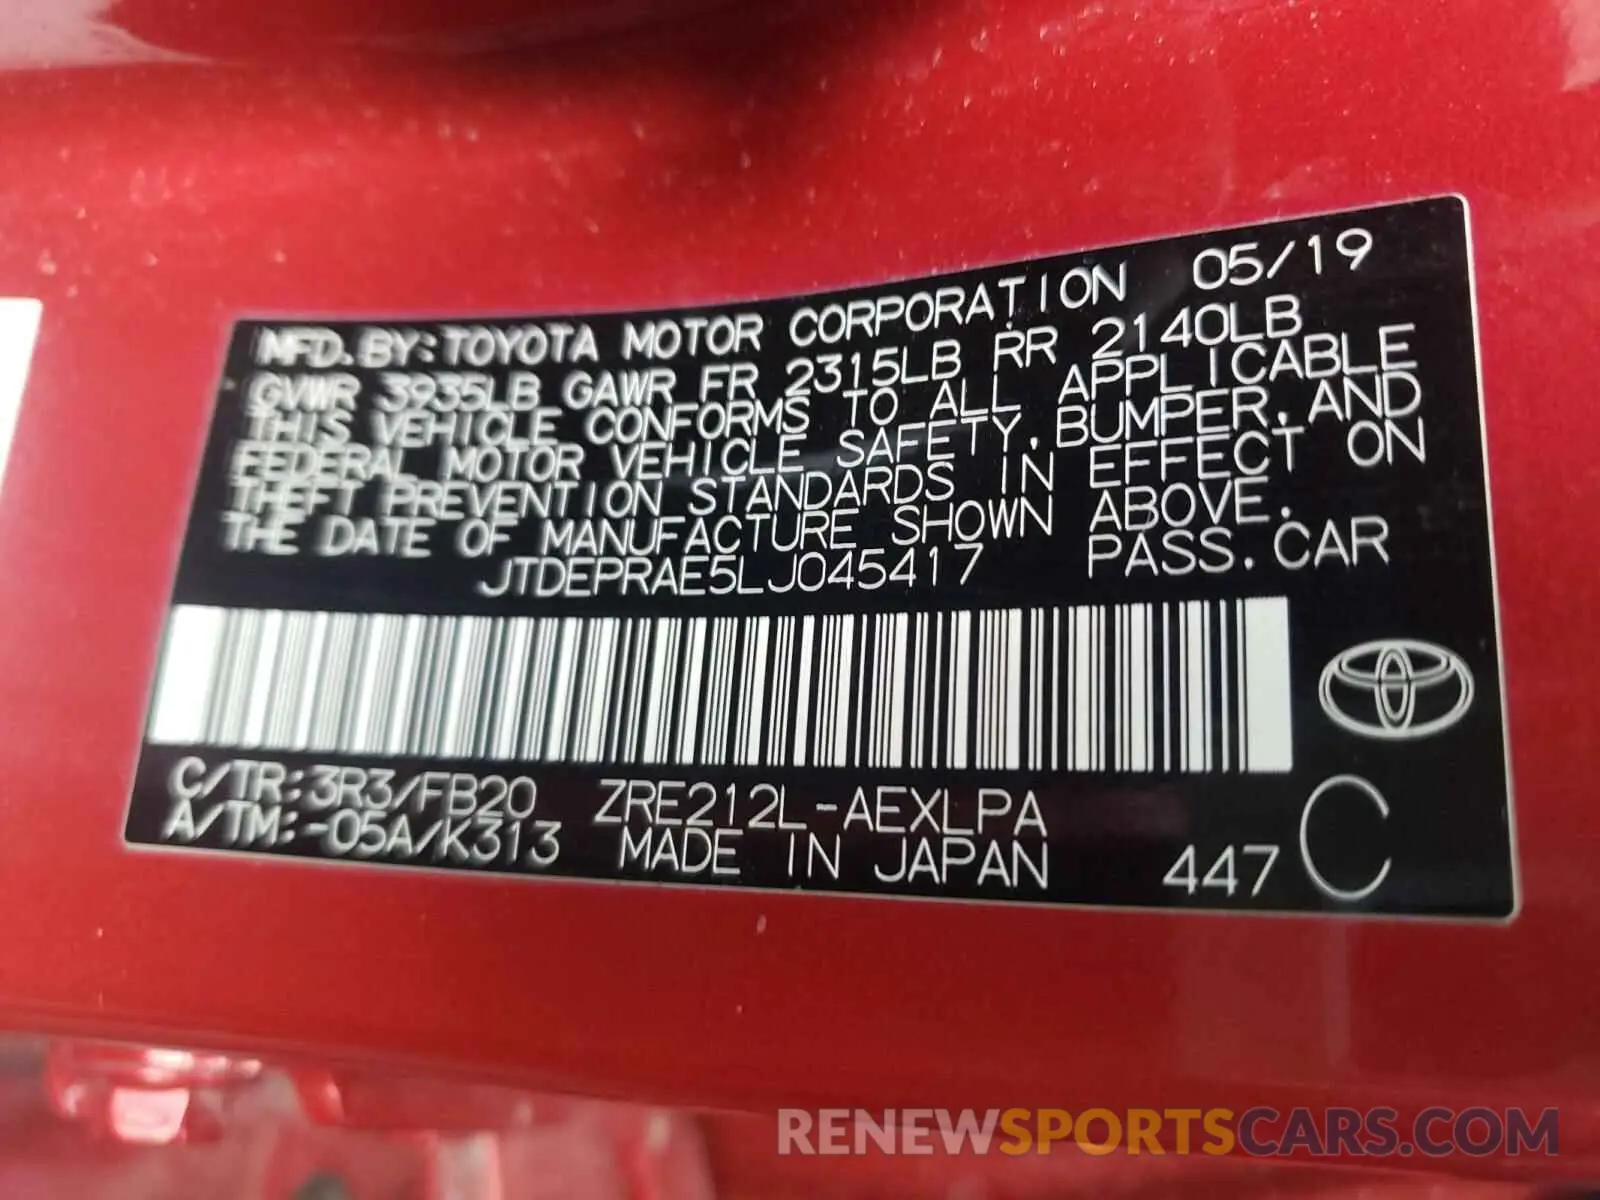 MFD.BY:TOYOTA MOTOR CORPORATION 05/19
GVWR 3935LB GAWR FR 2315LB RR 2140LB
THIS VEHICLE CONFORMS TO ALL APPLICABLE
FEDERAL MOTOR VEHICLE SAFETY,BUMPER,AND
THEFT PREVENTION STANDARDS IN EFFECT ON
THE DATE OF MANUFACTURE SHOWN ABOVE.
JTDEPRAE5LJ045417 PASS.CAR
C/TR:3R3/FB20 ZRE212L-AEXLPA
A/TM:-05A/K313 MADE IN JAPAN 447 C
RENEWSPORTSCARS.COM